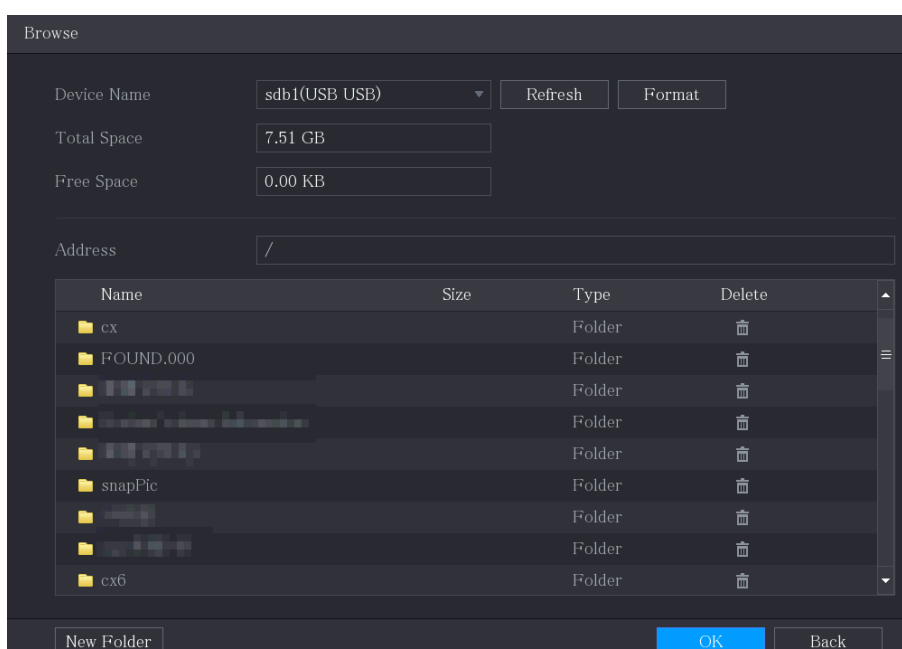 Browse
Device Name sdb1(USB USB) Refresh Format
Total Space 7.51 GB
Free Space 0.00 KB
Address /
Name Size Type Delete
cx Folder
FOUND.000 Folder
Folder
Folder
Folder
snapPic Folder
Folder
Folder
cx6 Folder
New Folder OK Back